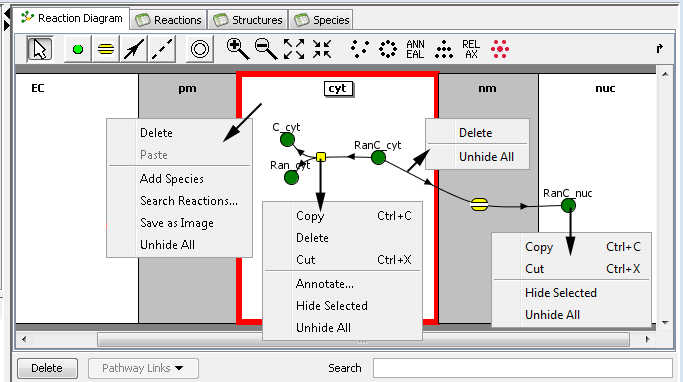 Reaction Diagram
Reactions
Structures
Species
ANN
EAL
REL
AX
EC
pm
cyt
nm
nuc
C_cyt
RanC_cyt
Ran_cyt
RanC_nuc
Delete
Paste
Add Species
Search Reactions...
Save as Image
Unhide All
Delete
Unhide All
Copy Ctrl+C
Delete
Cut Ctrl+X
Annotate...
Hide Selected
Unhide All
Copy Ctrl+C
Cut Ctrl+X
Hide Selected
Unhide All
Delete
Pathway Links
Search